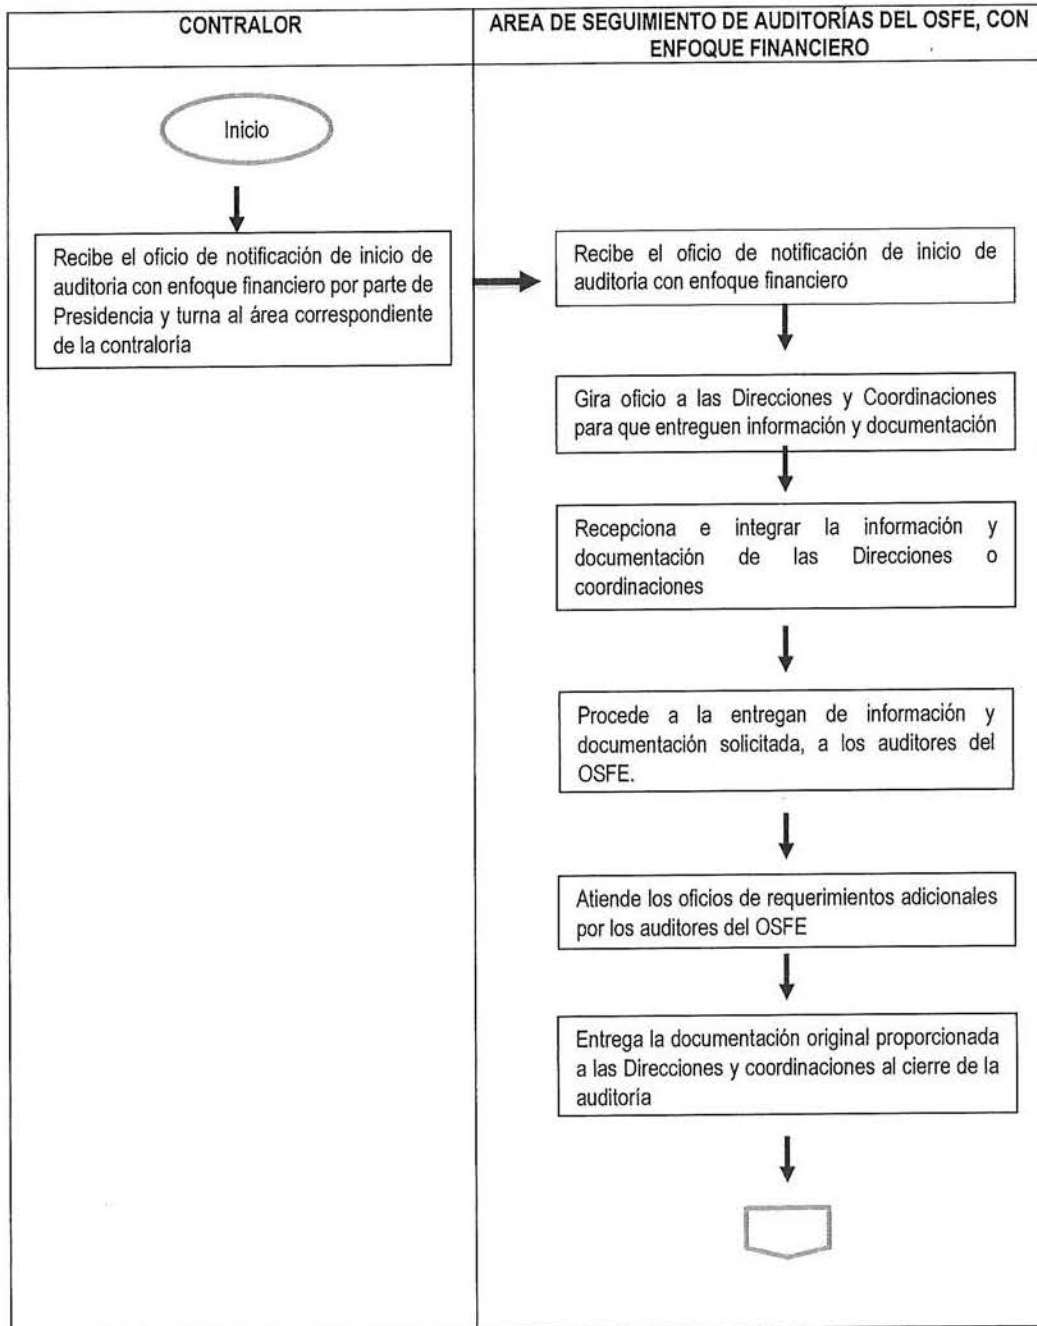 CONTRALOR
AREA DE SEGUIMIENTO DE AUDITORÍAS DEL OSFE, CON
ENFOQUE FINANCIERO
Inicio
Recibe el oficio de notificación de inicio de
auditoria con enfoque financiero por parte de
Presidencia y turna al área correspondiente
de la contraloría
Recibe el oficio de notificación de inicio de
auditoria con enfoque financiero
Gira oficio a las Direcciones y Coordinaciones
para que entreguen información y documentación
Recepciona e integrar la información y
documentación de las Direcciones o
coordinaciones
Procede a la entregan de información y
documentación solicitada, a los auditores del
OSFE.
Atiende los oficios de requerimientos adicionales
por los auditores del OSFE
Entrega la documentación original proporcionada
a las Direcciones y coordinaciones al cierre de la
auditoría